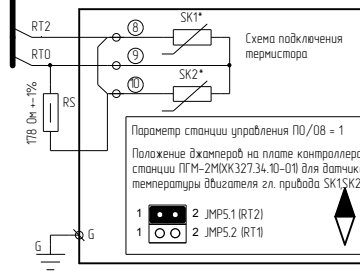 RT2
8
SK1*
Схема подключения
термистора
RT0
9
SK2*
10
178 Ом +-1%
RS
Параметр станции управления П0/08 = 1
Положение джамперов на плате контроллера
станции ПГМ-2М(ХК327.34.10-01) для датчик
температуры двигателя гл. привода SK1,SK2
1 2 JMP5.1 (RT2)
1 2 JMP5.2 (RT1)
G
G